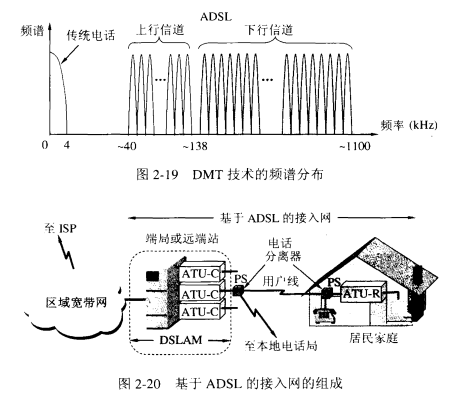 ADSL
频谱
传统电话
上行信道
下行信道
…
…
频率 (kHz)
0 4 ~40 ~138 ~1100
图 2-19 DMT 技术的频谱分布
基于 ADSL 的接入网
至 ISP
端局或远端站
电话
分离器
区域宽带网
ATU-C
ATU-C
ATU-C
PS
用户线
PS
ATU-R
DSLAM
至本地电话局
居民家庭
图 2-20 基于 ADSL 的接入网的组成